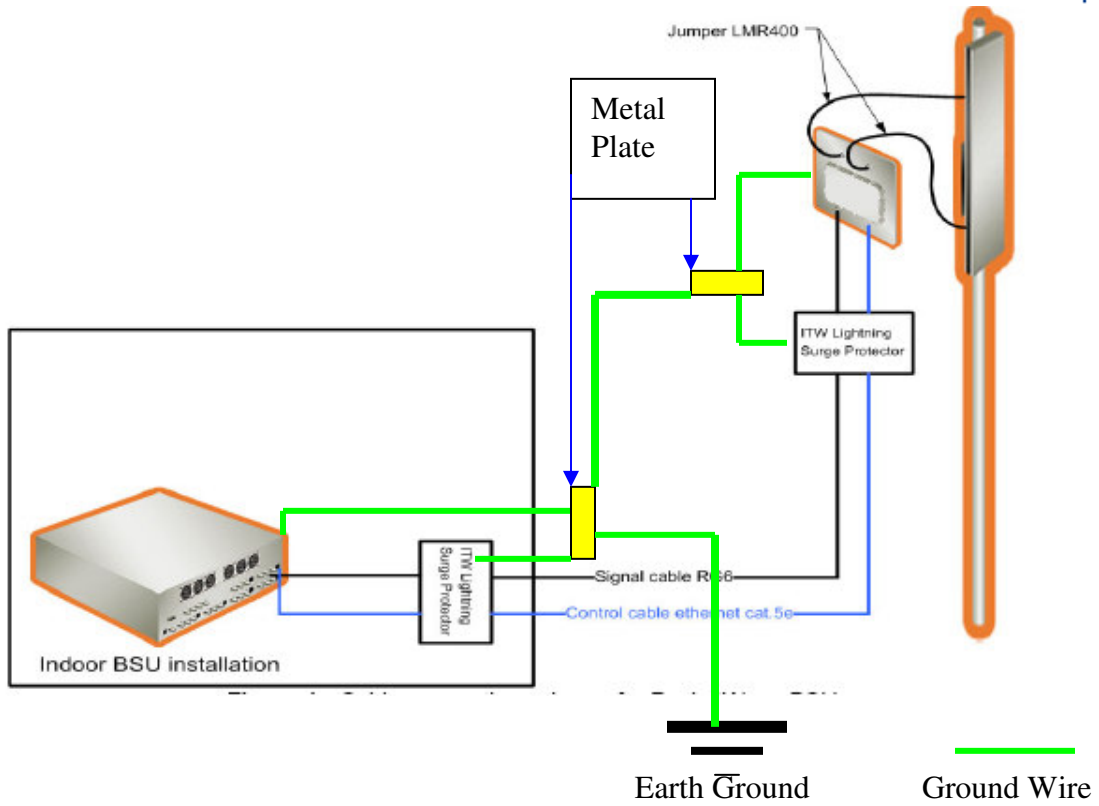 Jumper LMR400
Metal
Plate
ITW Lightning
Surge Protector
ITW Lightning
Surge Protector
Signal cable RG6
Control cable ethernet cat.5e
Indoor BSU installation
Earth Ground
Ground Wire